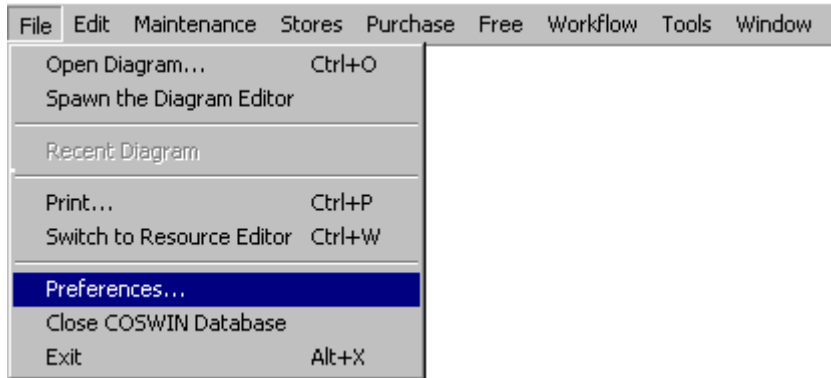 File Edit Maintenance Stores Purchase Free Workflow Tools Window
Open Diagram... Ctrl+O
Spawn the Diagram Editor
Recent Diagram
Print... Ctrl+P
Switch to Resource Editor Ctrl+W
Preferences...
Close COSWIN Database
Exit Alt+X